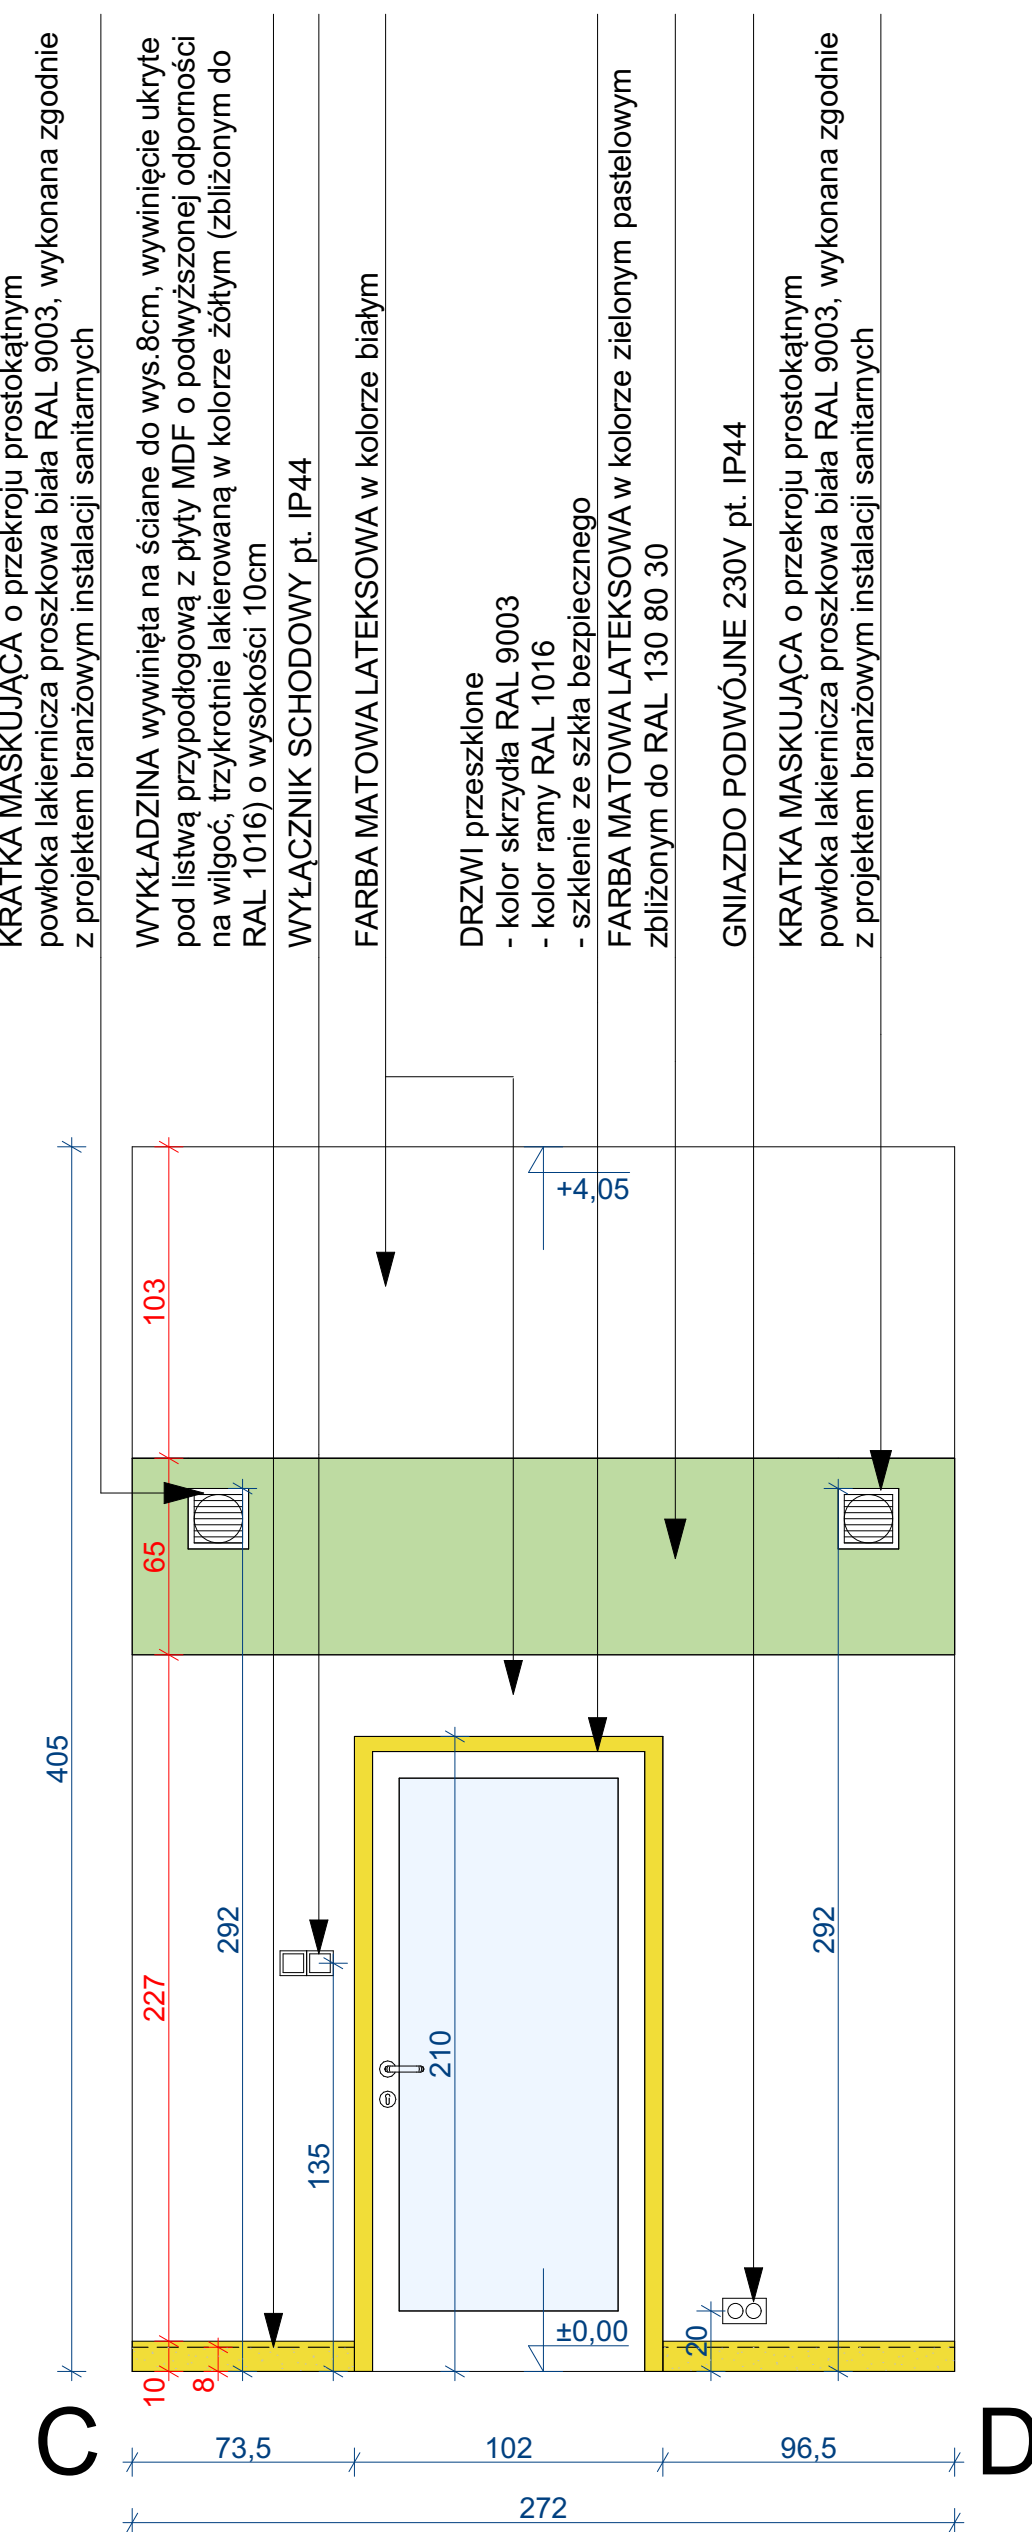 KRATKA MASKUJĄCA o przekroju prostokątnym
powłoka lakiernicza proszkowa biała RAL 9003, wykonana zgodnie
z projektem branżowym instalacji sanitarnych
WYKŁADZINA wywinięta na ściane do wys.8cm, wywinięcie ukryte
pod listwą przypodłogową z płyty MDF o podwyższonej odporności
na wilgoć, trzykrotnie lakierowaną w kolorze żółtym (zbliżonym do
RAL 1016) o wysokości 10cm
WYŁĄCZNIK SCHODOWY pt. IP44
FARBA MATOWA LATEKSOWA w kolorze białym
DRZWI przeszklone
- kolor skrzydła RAL 9003
- kolor ramy RAL 1016
- szklenie ze szkła bezpiecznego
FARBA MATOWA LATEKSOWA w kolorze zielonym pastelowym
zbliżonym do RAL 130 80 30
GNIAZDO PODWÓJNE 230V pt. IP44
KRATKA MASKUJĄCA o przekroju prostokątnym
powłoka lakiernicza proszkowa biała RAL 9003, wykonana zgodnie
z projektem branżowym instalacji sanitarnych
+4,05
103
65
405
292
292
227
210
135
±0,00
20
10
8
C
D
73,5
102
96,5
272